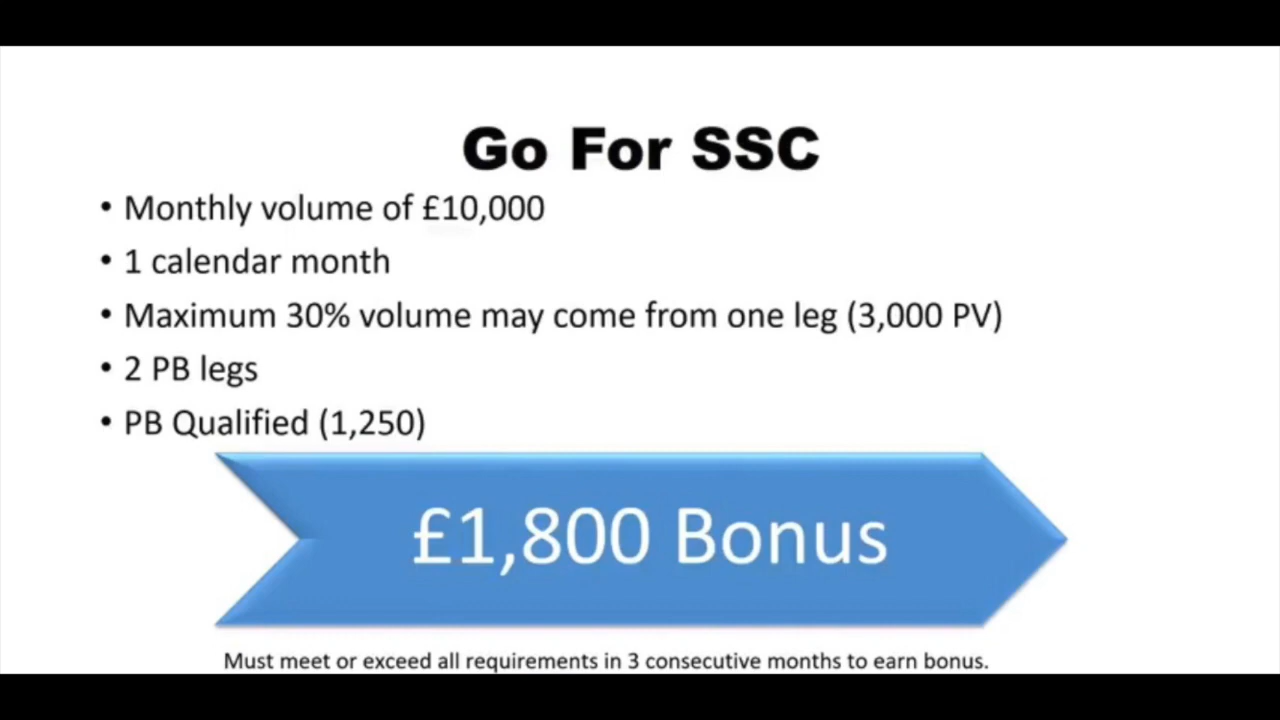 Go For SSC
• Monthly volume of £10,000
• 1 calendar month
• Maximum 30% volume may come from one leg (3,000 PV)
• 2 PB legs
• PB Qualified (1,250)
£1,800 Bonus
Must meet or exceed all requirements in 3 consecutive months to earn bonus.